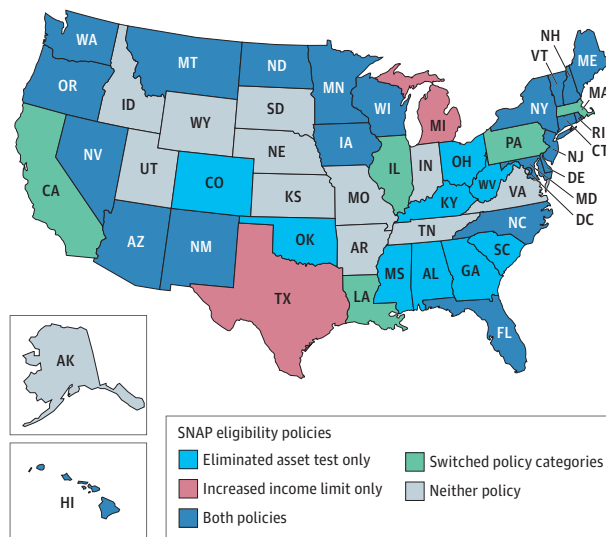 NH
WA
VT
ME
MT
ND
MN
OR
MA
ID
SD
WI
NY
WY
MI
RI
IA
PA
CT
NE
NV
IL
IN
OH
NJ
UT
CO
WV
DE
CA
KS
MO
VA
MD
KY
DC
NC
TN
AZ
NM
OK
AR
SC
MS
AL
GA
TX
LA
FL
AK
HI
SNAP eligibility policies
Eliminated asset test only
Switched policy categories
Increased income limit only
Neither policy
Both policies